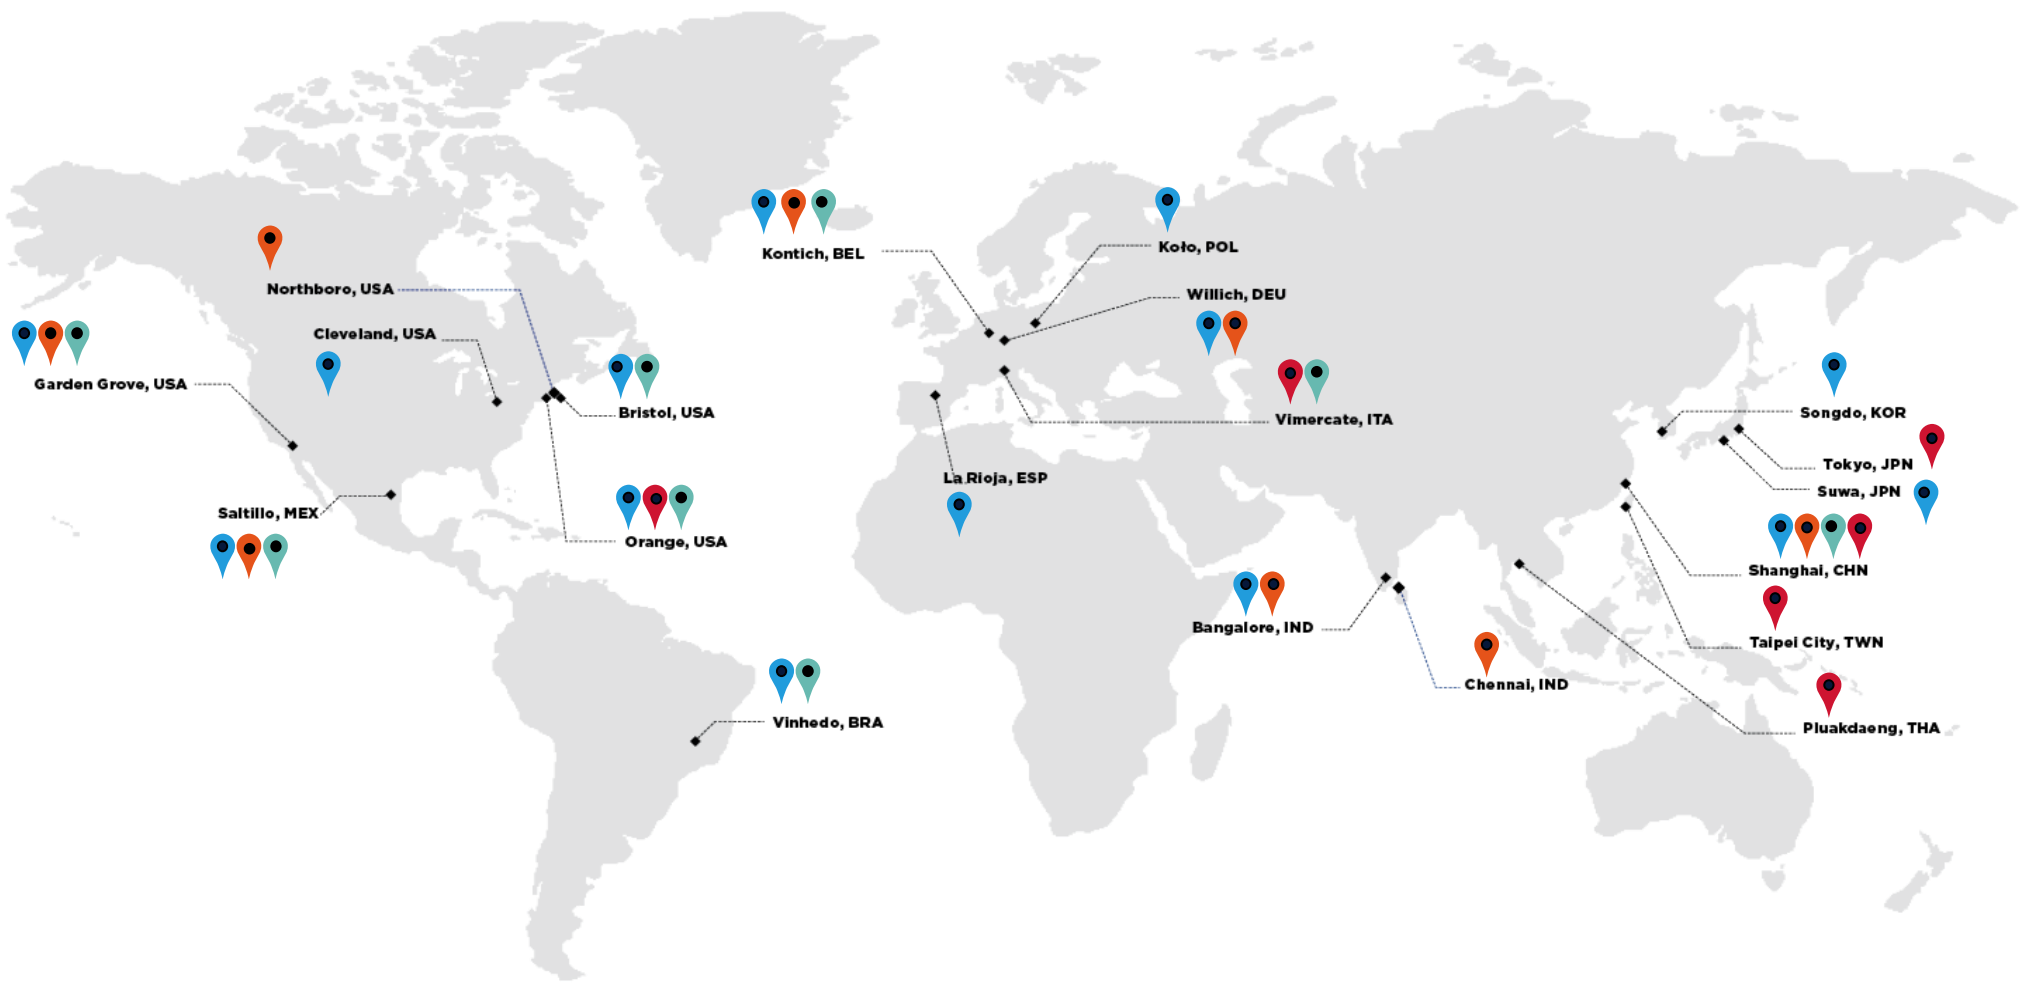 Kontich, BEL
Koło, POL
Northboro, USA
Willich, DEU
Cleveland, USA
Garden Grove, USA
Bristol, USA
Vimercate, ITA
Songdo, KOR
Tokyo, JPN
La Rioja, ESP
Suwa, JPN
Saltillo, MEX
Orange, USA
Shanghai, CHN
Bangalore, IND
Taipei City, TWN
Chennai, IND
Vinhedo, BRA
Pluakdaeng, THA